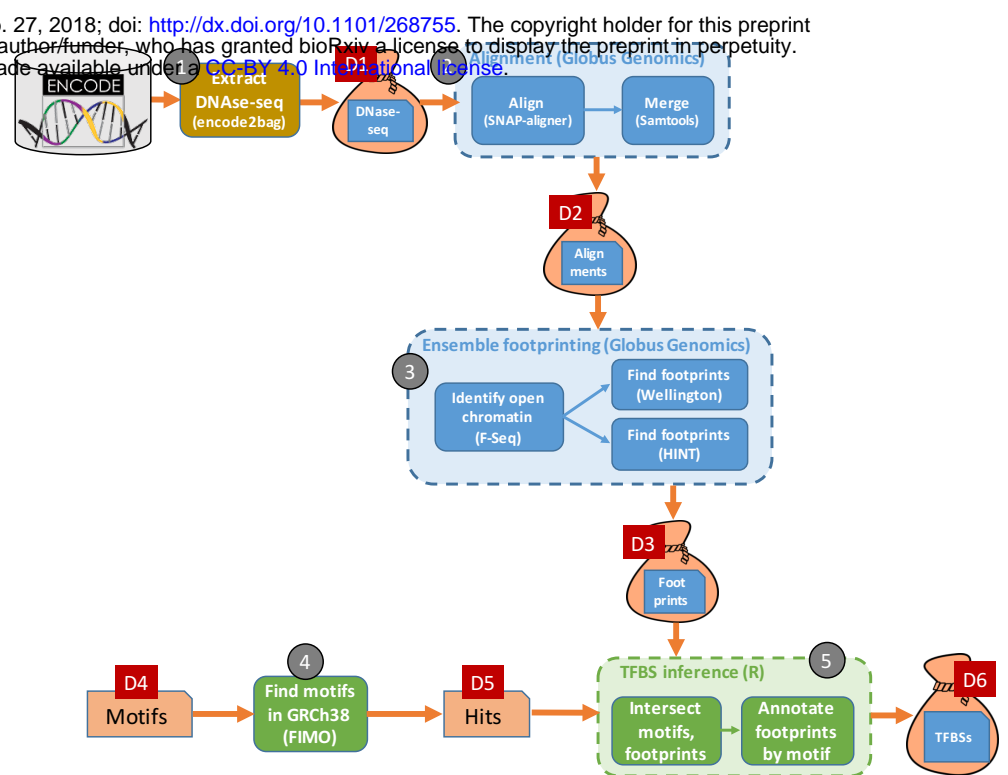 . 27, 2018; doi: http://dx.doi.org/10.1101/268755. The copyright holder for this preprint
author/funder, who has granted bioRxiv a license to display the preprint in perpetuity.
ade available under a CC-BY 4.0 International license.
1
D1
2
Alignment (Globus Genomics)
ENCODE
Extract
DNAse-seq
(encode2bag)
DNase-
seq
Align
(SNAP-aligner)
Merge
(Samtools)
D2
Align
ments
Ensemble footprinting (Globus Genomics)
3
Identify open
chromatin
(F-Seq)
Find footprints
(Wellington)
Find footprints
(HINT)
D3
Foot
prints
4
5
TFBS inference (R)
D4
Motifs
Find motifs
in GRCh38
(FIMO)
D5
Hits
Intersect
motifs,
footprints
Annotate
footprints
by motif
D6
TFBSs